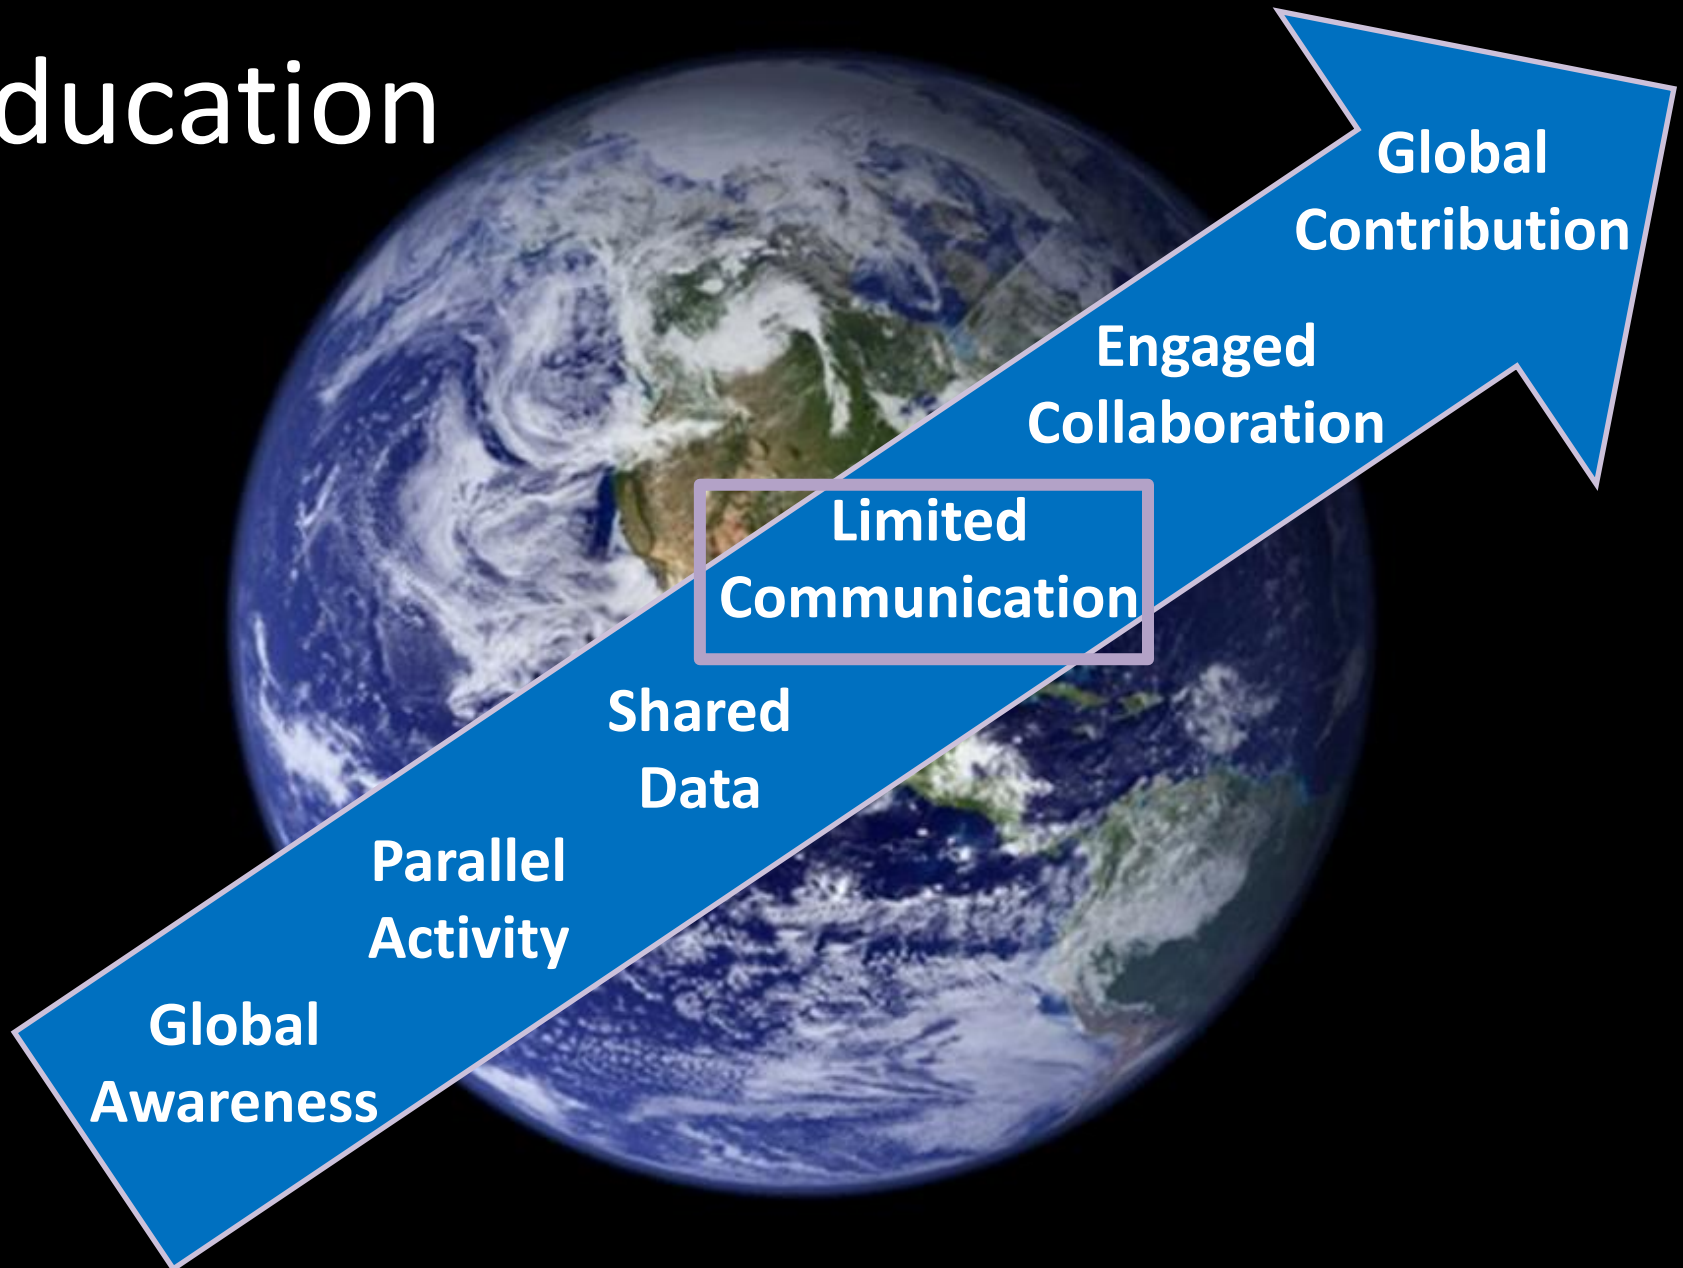 ducation
Global
Contribution
Engaged
Collaboration
Limited
Communication
Shared
Data
Parallel
Activity
Global
Awareness